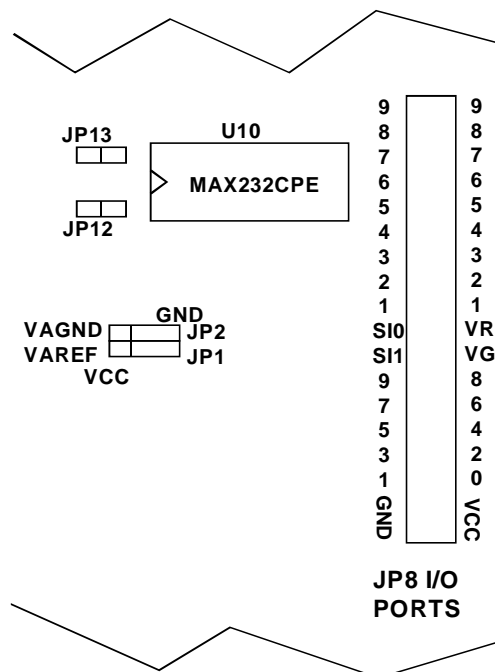 JP13
U10
MAX232CPE
JP12
GND
VAGND
JP2
VAREF
JP1
VCC
9 9
8 8
7 7
6 6
5 5
4 4
3 3
2 2
1 1
SI0 VR
SI1 VG
9 8
7 6
5 4
3 2
1 0
GND VCC
JP8 I/O
PORTS